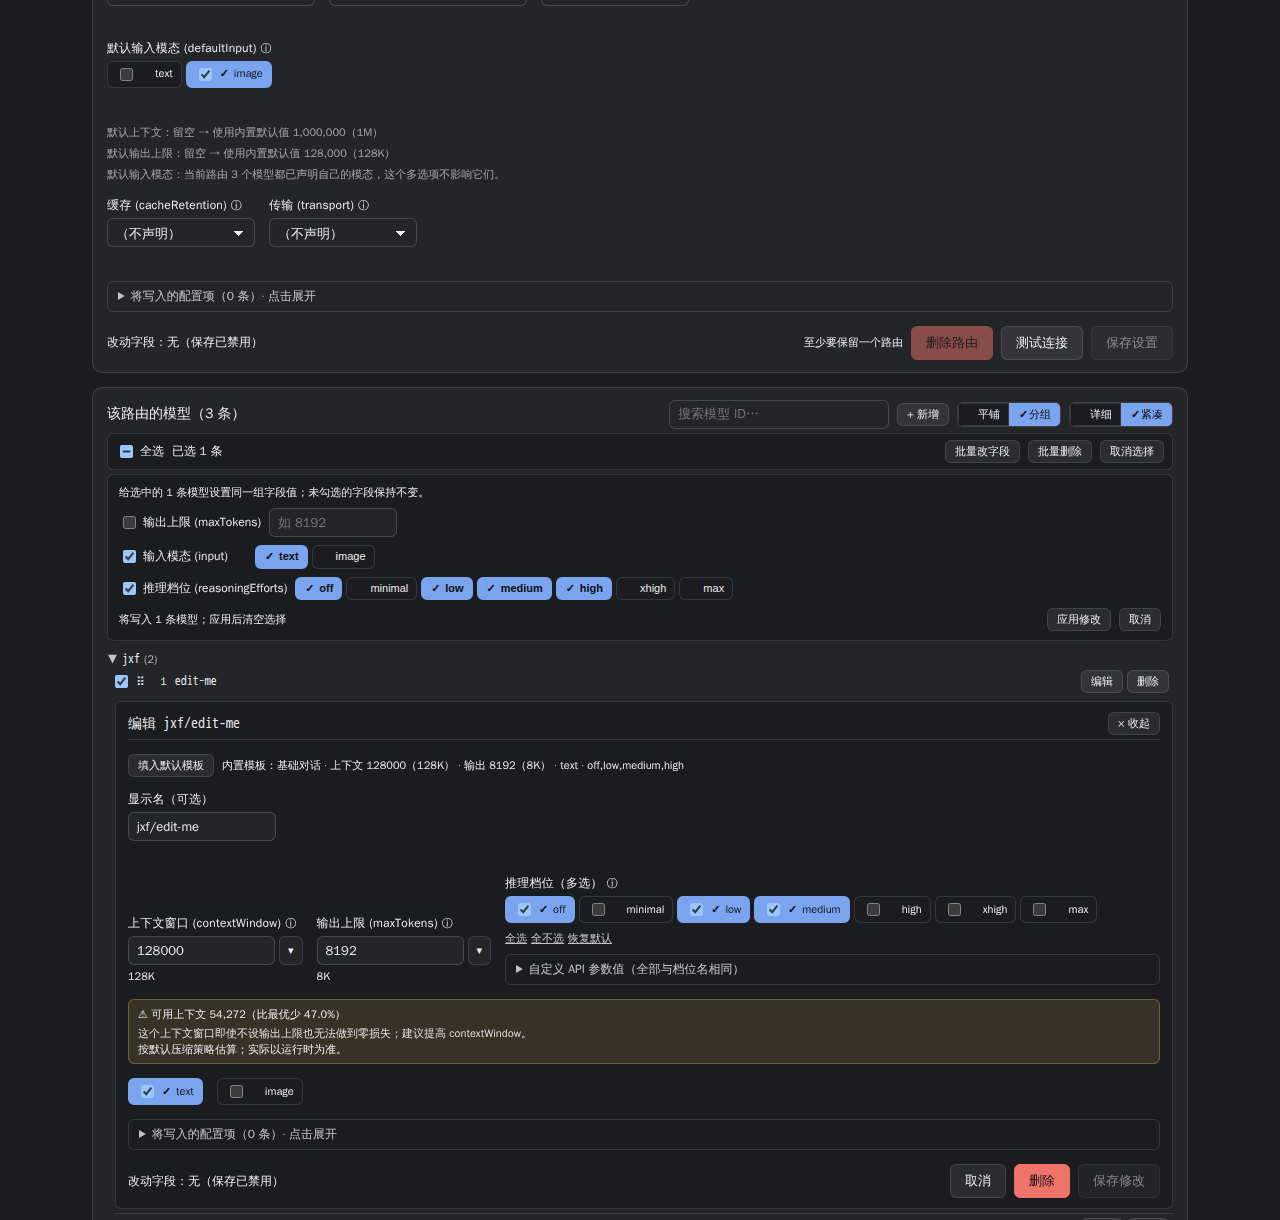 默认输入模态 (defaultInput) ⓘ
text ✓ image
默认上下文：留空 → 使用内置默认值 1,000,000（1M）
默认输出上限：留空 → 使用内置默认值 128,000（128K）
默认输入模态：当前路由 3 个模型都已声明自己的模态，这个多选项不影响它们。
缓存 (cacheRetention) ⓘ 传输 (transport) ⓘ
（不声明） （不声明）
▶ 将写入的配置项（0 条）· 点击展开
改动字段：无（保存已禁用） 至少要保留一个路由 删除路由 测试连接 保存设置
该路由的模型（3 条） 搜索模型 ID… + 新增 平铺 ✓分组 详细 ✓紧凑
全选 已选 1 条 批量改字段 批量删除 取消选择
给选中的 1 条模型设置同一组字段值；未勾选的字段保持不变。
输出上限 (maxTokens) 如 8192
输入模态 (input) ✓ text image
推理档位 (reasoningEfforts) ✓ off minimal ✓ low ✓ medium ✓ high xhigh max
将写入 1 条模型；应用后清空选择 应用修改 取消
▼ jxf (2)
⠿ 1 edit-me 编辑 删除
编辑 jxf/edit-me × 收起
填入默认模板 内置模板：基础对话 · 上下文 128000（128K） · 输出 8192（8K） · text · off,low,medium,high
显示名（可选）
jxf/edit-me
推理档位（多选） ⓘ
✓ off minimal ✓ low ✓ medium high xhigh max
上下文窗口 (contextWindow) ⓘ 输出上限 (maxTokens) ⓘ
全选 全不选 恢复默认
128000 ▾ 8192 ▾
▶ 自定义 API 参数值（全部与档位名相同）
128K 8K
⚠ 可用上下文 54,272（比最优少 47.0%）
这个上下文窗口即使不设输出上限也无法做到零损失；建议提高 contextWindow。
按默认压缩策略估算；实际以运行时为准。
✓ text image
▶ 将写入的配置项（0 条）· 点击展开
改动字段：无（保存已禁用） 取消 删除 保存修改